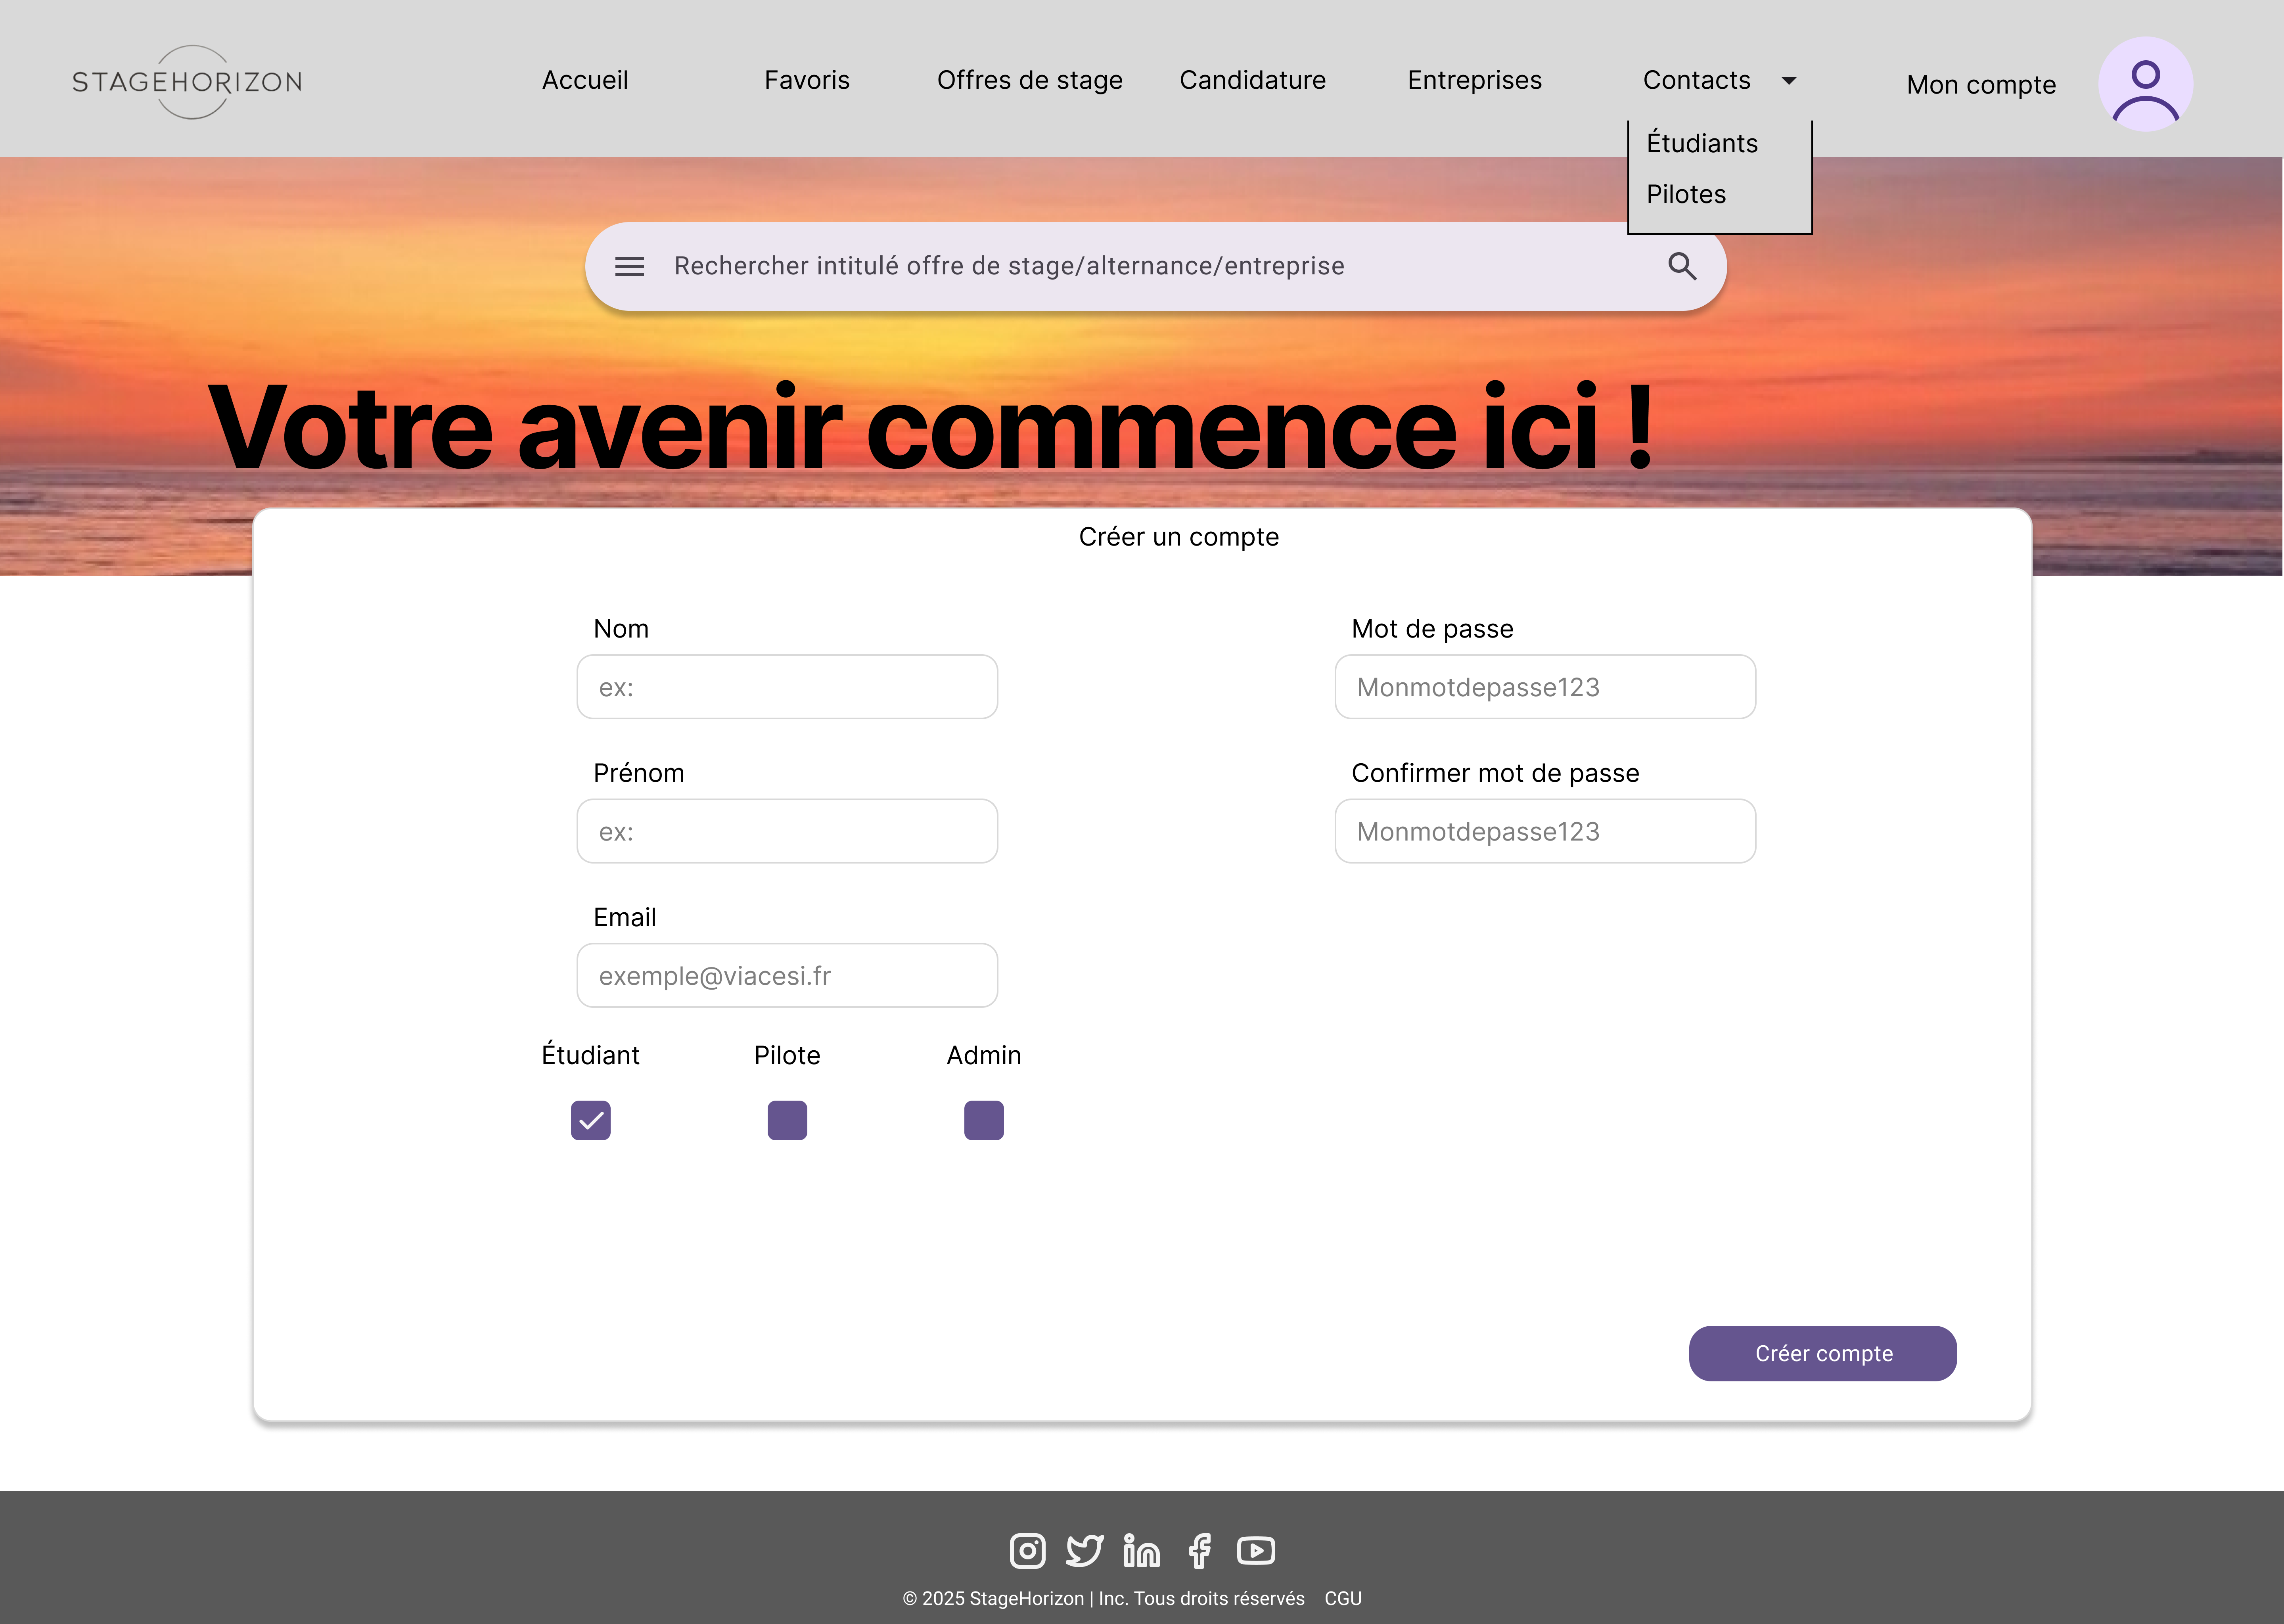 STAGEHORIZON
Accueil Favoris Offres de stage Candidature Entreprises Contacts Mon compte
Étudiants
Pilotes
Rechercher intitulé offre de stage/alternance/entreprise
Votre avenir commence ici !
Créer un compte
Nom
ex:
Prénom
ex:
Email
exemple@viacesi.fr
Étudiant Pilote Admin
Mot de passe
Monmotdepasse123
Confirmer mot de passe
Monmotdepasse123
Créer compte
© 2025 StageHorizon | Inc. Tous droits réservés CGU